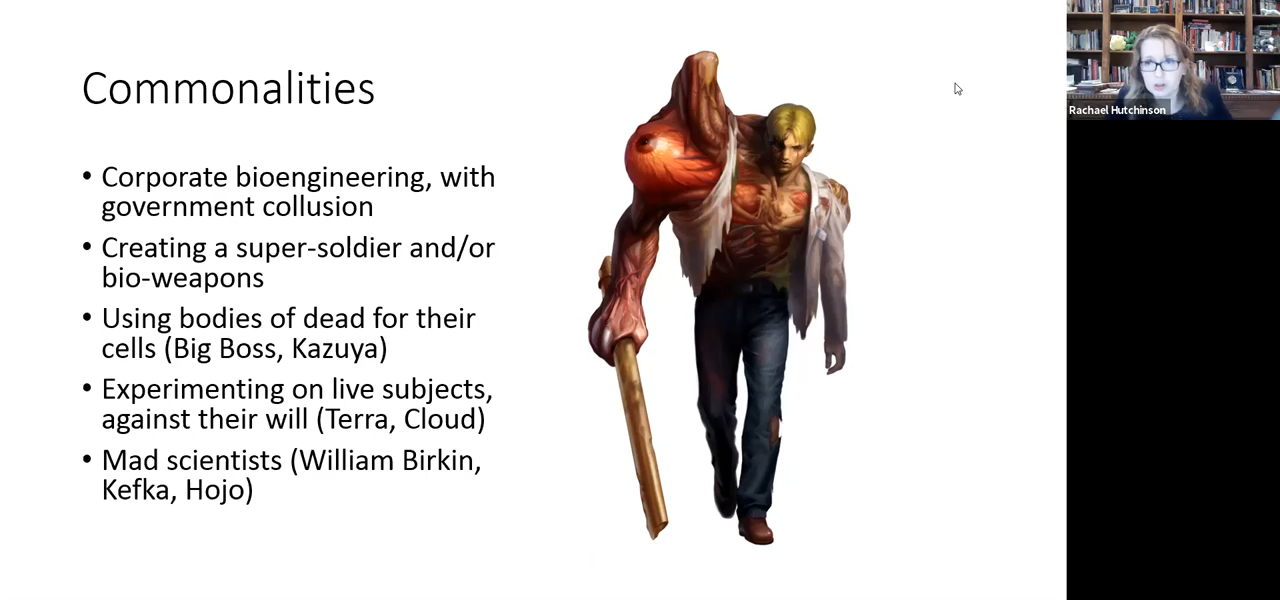 Commonalities
• Corporate bioengineering, with
government collusion
• Creating a super-soldier and/or
bio-weapons
• Using bodies of dead for their
cells (Big Boss, Kazuya)
• Experimenting on live subjects,
against their will (Terra, Cloud)
• Mad scientists (William Birkin,
Kefka, Hojo)
Rachael Hutchinson